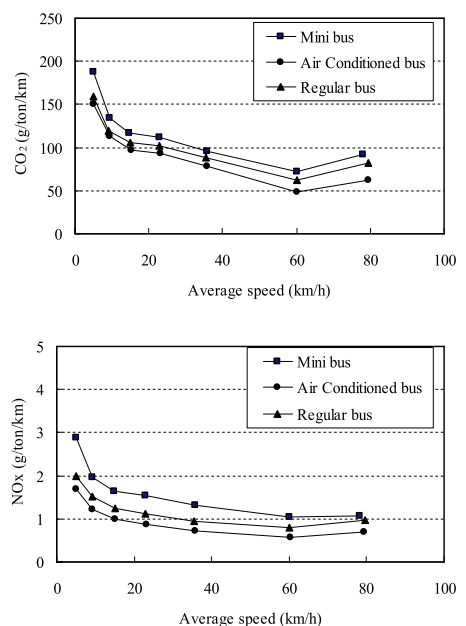 250
200
150
100
50
0
CO₂ (g/ton/km)
Mini bus
Air Conditioned bus
Regular bus
0 20 40 60 80 100
Average speed (km/h)
5
4
3
2
1
0
NOx (g/ton/km)
Mini bus
Air Conditioned bus
Regular bus
0 20 40 60 80 100
Average speed (km/h)